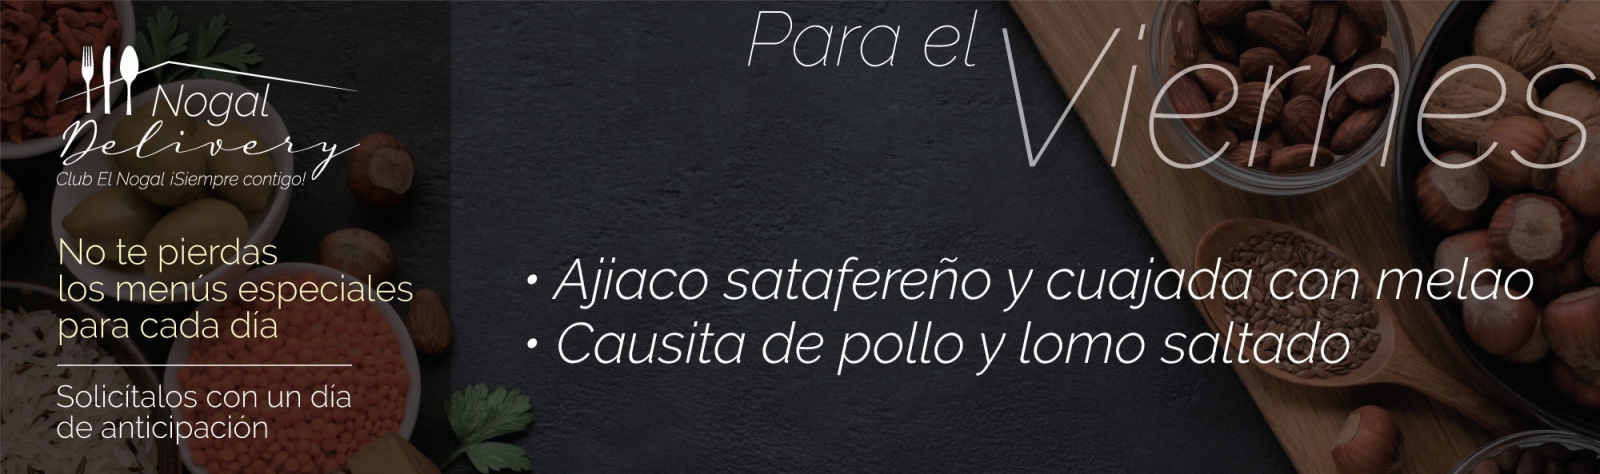 Nogal
Delivery
Club El Nogal ¡Siempre contigo!
No te pierdas
los menús especiales
para cada día
Solicítalos con un día
de anticipación
Para el
Viernes
• Ajiaco satafereño y cuajada con melao
• Causita de pollo y lomo saltado